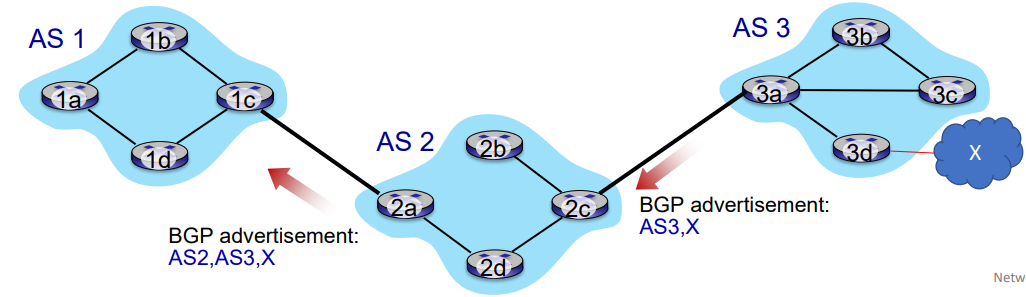 AS 1
1b
1a
1c
1d
AS 2
2b
2a
2c
2d
AS 3
3b
3a
3c
3d
X
BGP advertisement:
AS3,X
BGP advertisement:
AS2,AS3,X
Netw